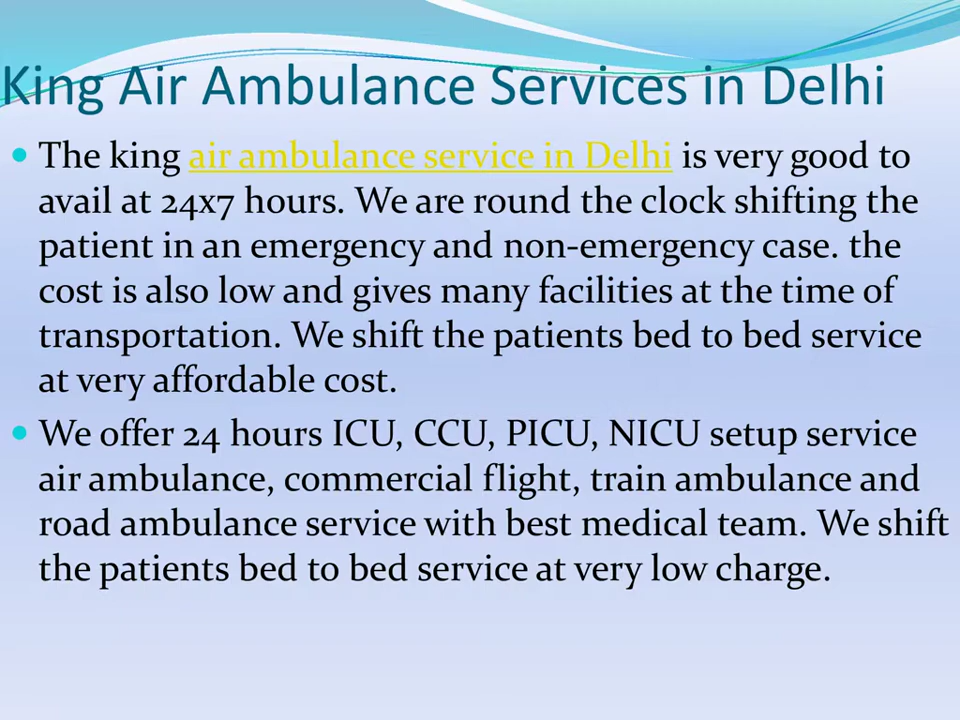 King Air Ambulance Services in Delhi
• The king air ambulance service in Delhi is very good to
avail at 24x7 hours. We are round the clock shifting the
patient in an emergency and non-emergency case. the
cost is also low and gives many facilities at the time of
transportation. We shift the patients bed to bed service
at very affordable cost.
• We offer 24 hours ICU, CCU, PICU, NICU setup service
air ambulance, commercial flight, train ambulance and
road ambulance service with best medical team. We shift
the patients bed to bed service at very low charge.